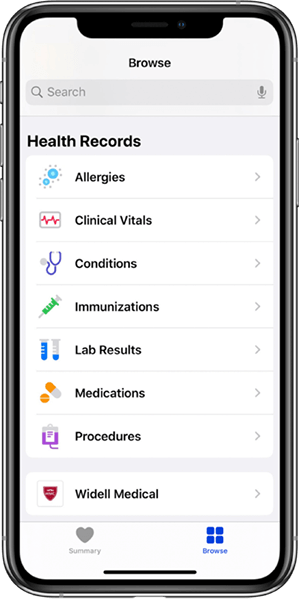 Browse
Search
Health Records
Allergies
Clinical Vitals
Conditions
Immunizations
Lab Results
Medications
Procedures
Widell Medical
Summary
Browse